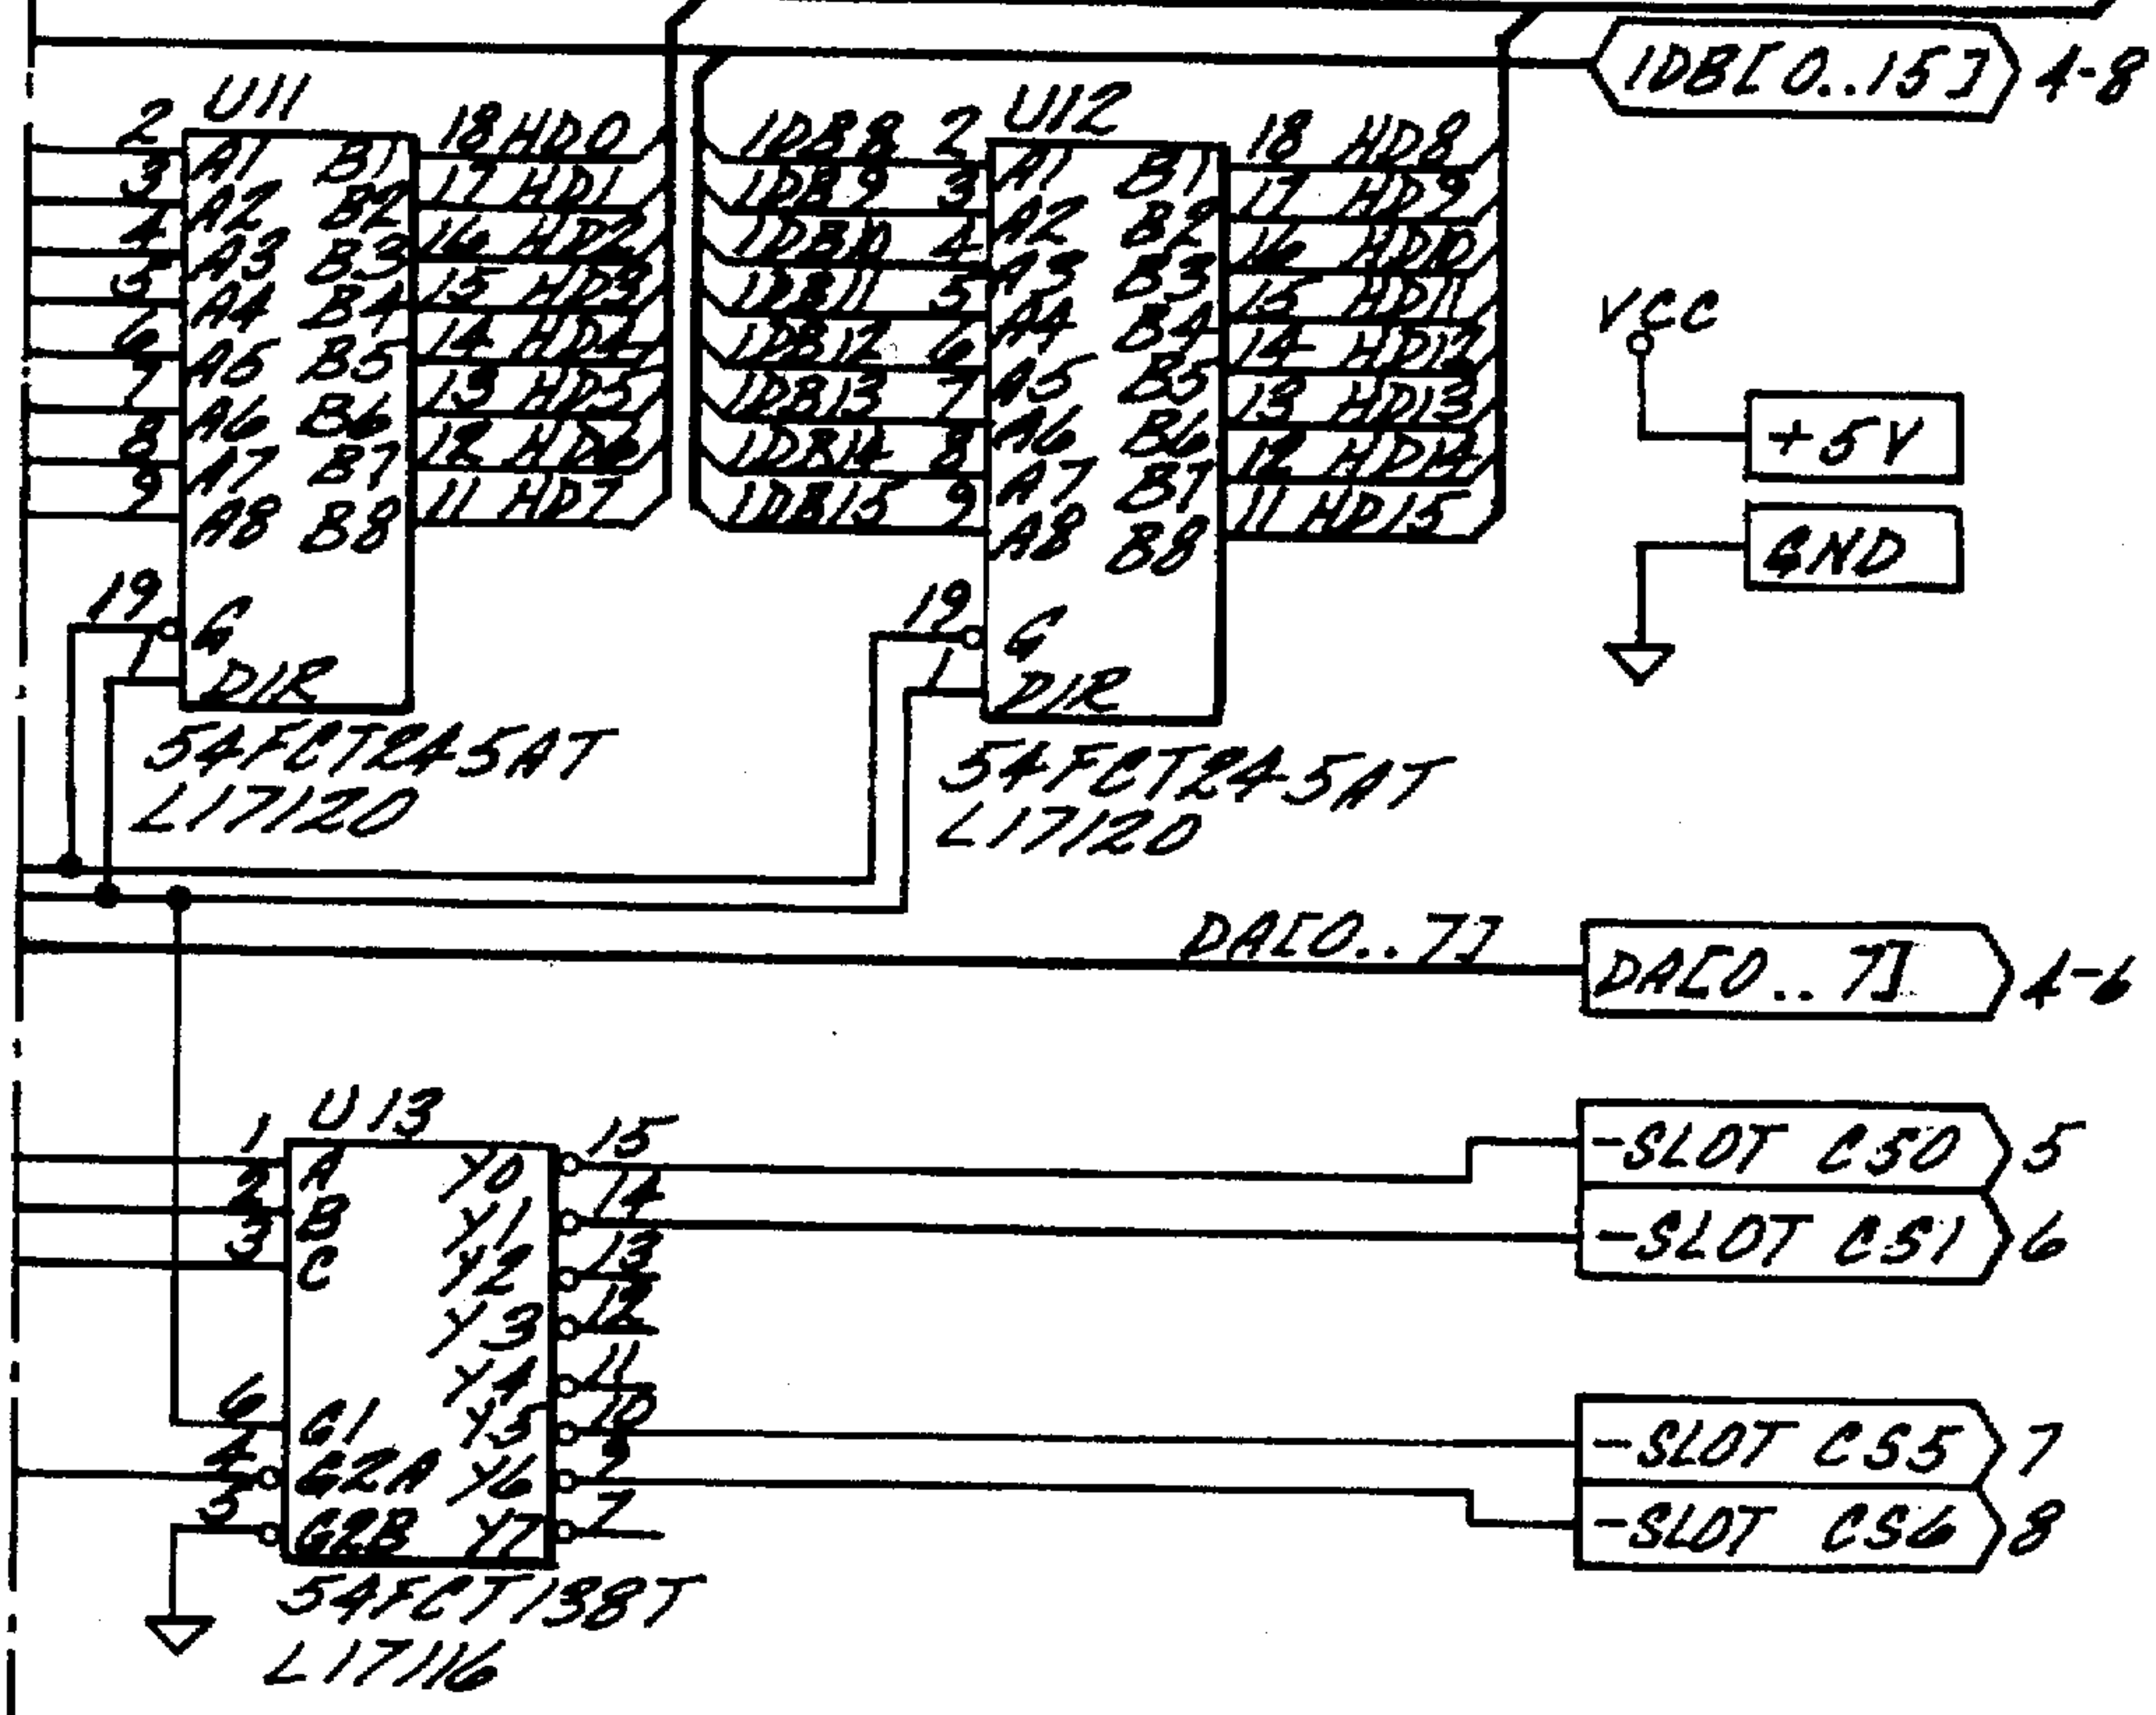 IDB[0..15] 4-8
U11
2 A1 B1 18 HD0
3 A2 B2 17 HD1
4 A3 B3 16 HD2
5 A4 B4 15 HD3
6 A5 B5 14 HD4
7 A6 B6 13 HD5
8 A7 B7 12 HD6
9 A8 B8 11 HD7
19 G
1 DIR
54FCT245AT
L17120
U12
IDB8 2 A1 B1 18 HD8
IDB9 3 A2 B2 17 HD9
IDB10 4 A3 B3 16 HD10
IDB11 5 A4 B4 15 HD11
IDB12 6 A5 B5 14 HD12
IDB13 7 A6 B6 13 HD13
IDB14 8 A7 B7 12 HD14
IDB15 9 A8 B8 11 HD15
19 G
1 DIR
54FCT245AT
L17120
VCC
+5V
GND
DA[0..7]
DA[0..7] 4-6
U13
1 A Y0 15
2 B Y1 14
3 C Y2 13
Y3 12
Y4 11
6 G1 Y5 10
4 G2A Y6 9
5 G2B Y7 7
54FCT138T
L17116
-SLOT CS0 5
-SLOT CS1 6
-SLOT CS5 7
-SLOT CS6 8